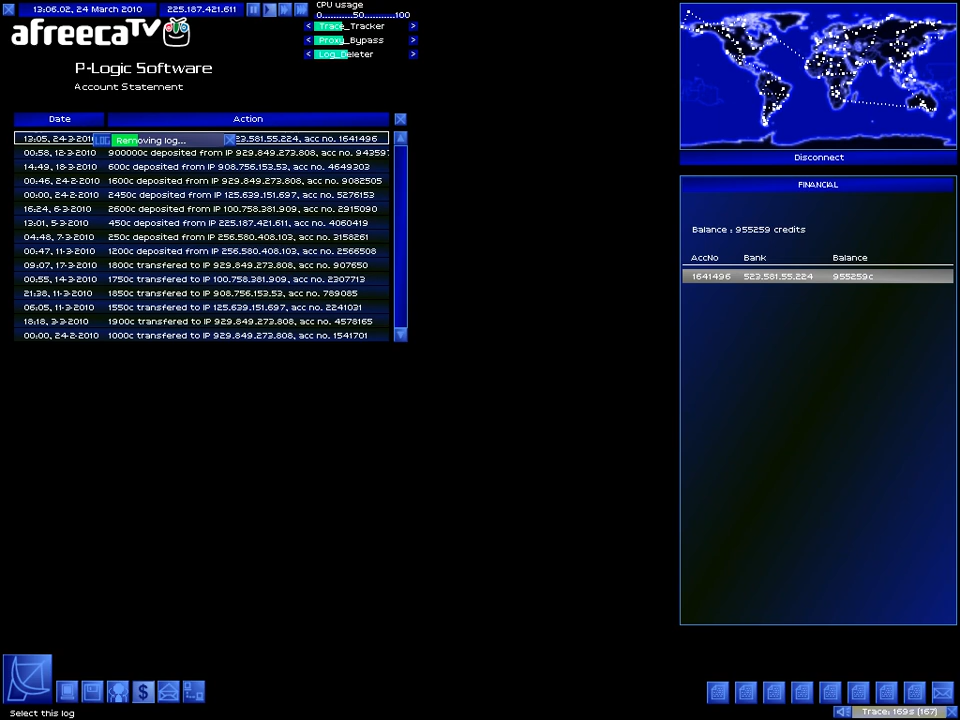 13:06.02, 24 March 2010
225.187.421.611
CPU usage
0..........50..........100
afreecaTV
Trace_Tracker
Proxy_Bypass
Log_Deleter
P-Logic Software
Account Statement
Date Action
13:05, 24-3-2010 23.581.55.224, acc no. 1641496
LOG Removing log...
00:58, 12-3-2010 900000c deposited from IP 929.849.273.808, acc no. 943597
14:49, 18-3-2010 600c deposited from IP 908.756.153.53, acc no. 4649303
00:46, 24-2-2010 1600c deposited from IP 929.849.273.808, acc no. 9082505
00:00, 24-2-2010 2450c deposited from IP 125.639.151.697, acc no. 5276153
16:24, 6-3-2010 2600c deposited from IP 100.758.381.909, acc no. 2915090
13:01, 5-3-2010 450c deposited from IP 225.187.421.611, acc no. 4060419
04:48, 7-3-2010 250c deposited from IP 256.580.408.103, acc no. 3158261
00:47, 11-3-2010 1200c deposited from IP 256.580.408.103, acc no. 2566508
09:07, 17-3-2010 1800c transfered to IP 929.849.273.808, acc no. 907650
00:55, 14-3-2010 1750c transfered to IP 100.758.381.909, acc no. 2307713
21:38, 11-3-2010 1850c transfered to IP 908.756.153.53, acc no. 789085
06:05, 11-3-2010 1550c transfered to IP 125.639.151.697, acc no. 2241031
18:18, 3-3-2010 1900c transfered to IP 929.849.273.808, acc no. 4578165
00:00, 24-2-2010 1000c transfered to IP 929.849.273.808, acc no. 1541701
Disconnect
FINANCIAL
Balance : 955259 credits
AccNo Bank Balance
1641496 523.581.55.224 955259c
$
Select this log
Trace: 169s (167)